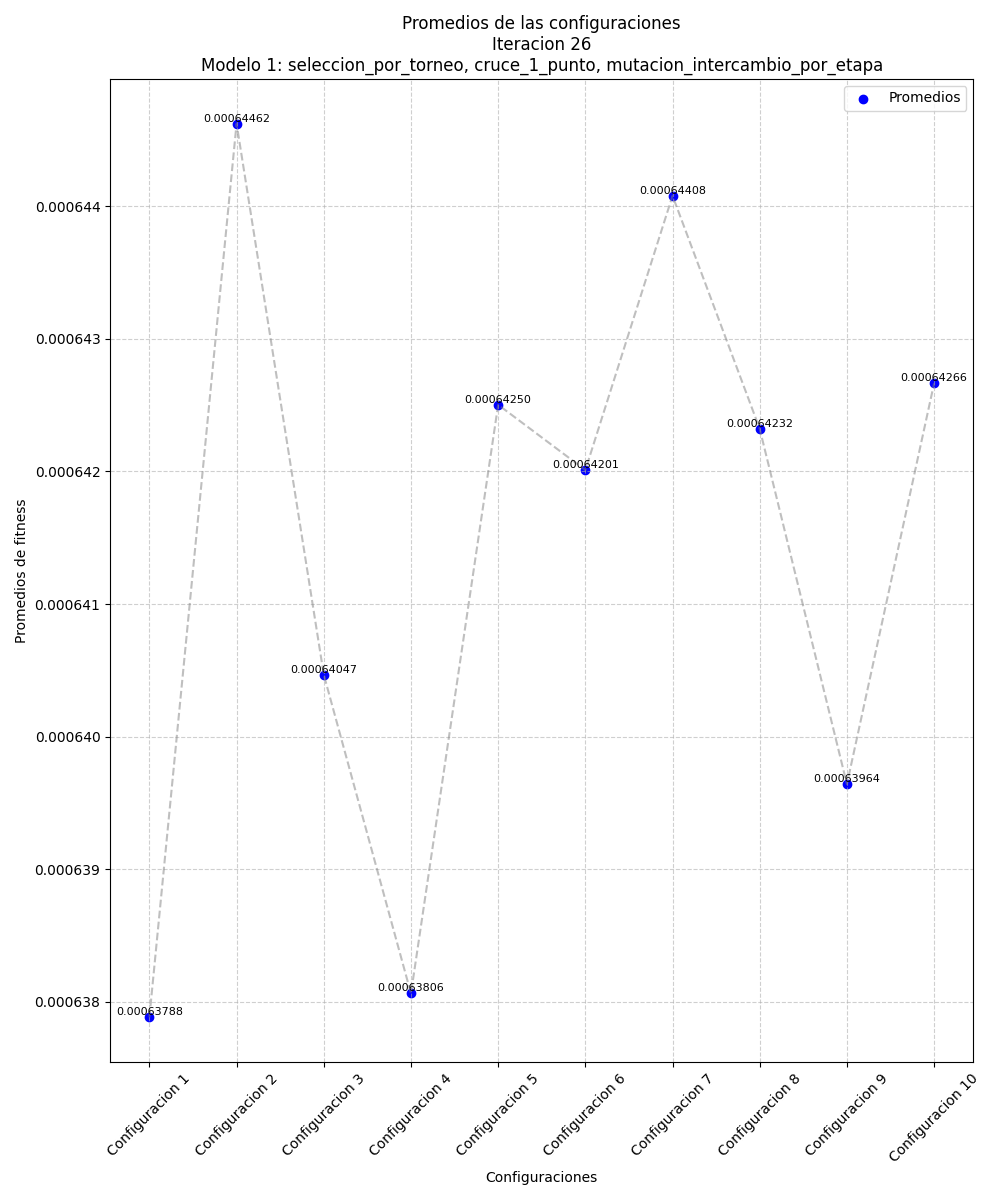 Promedios de las configuraciones
Iteracion 26
Modelo 1: seleccion_por_torneo, cruce_1_punto, mutacion_intercambio_por_etapa
Promedios
0.00064462
0.00064408
0.000644
0.000643
0.00064266
0.00064250
0.00064232
0.00064201
0.000642
Promedios de fitness
0.000641
0.00064047
0.000640
0.00063964
0.000639
0.00063806
0.000638
0.00063788
Configuracion 1
Configuracion 2
Configuracion 3
Configuracion 4
Configuracion 5
Configuracion 6
Configuracion 7
Configuracion 8
Configuracion 9
Configuracion 10
Configuraciones